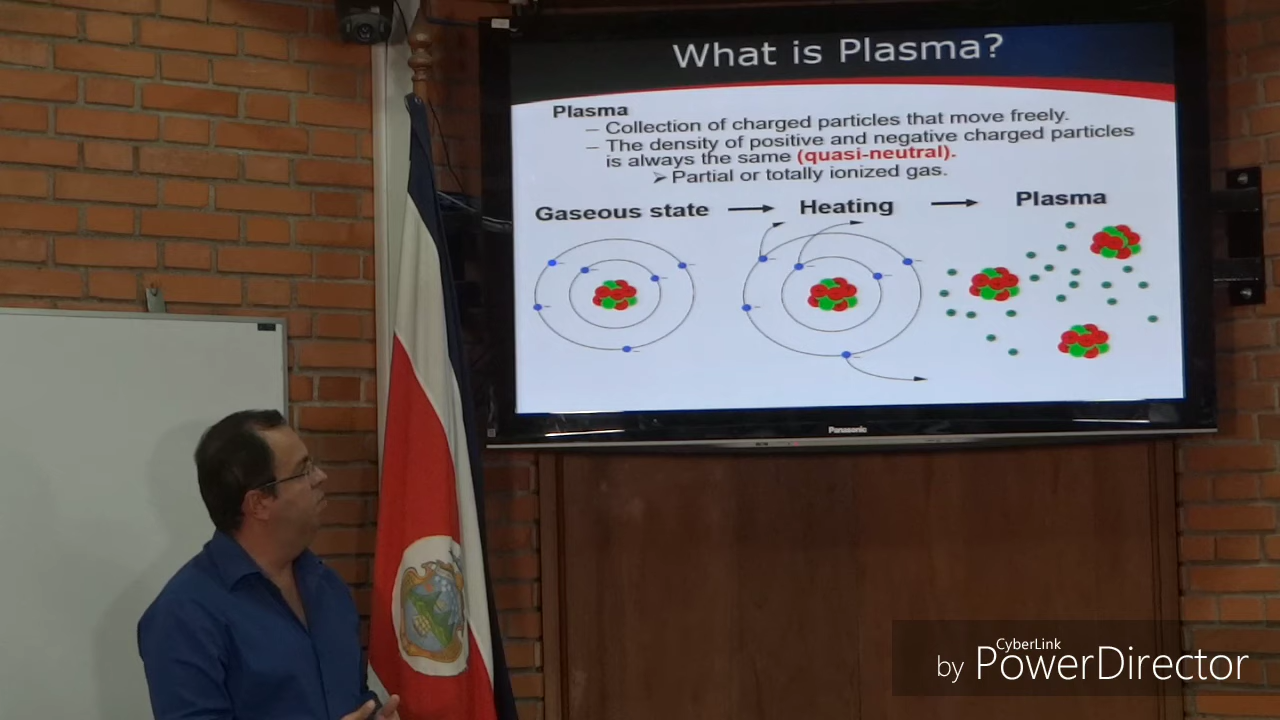 What is Plasma?
Plasma
– Collection of charged particles that move freely.
– The density of positive and negative charged particles
is always the same (quasi-neutral).
➢ Partial or totally ionized gas.
Gaseous state
Heating
Plasma
Panasonic
CyberLink
by PowerDirector